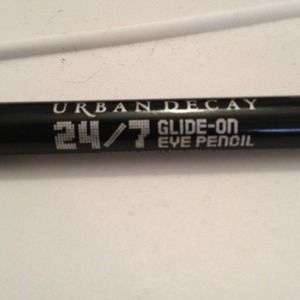 URBAN DECAY
24/7 GLIDE-ON
EYE PENCIL